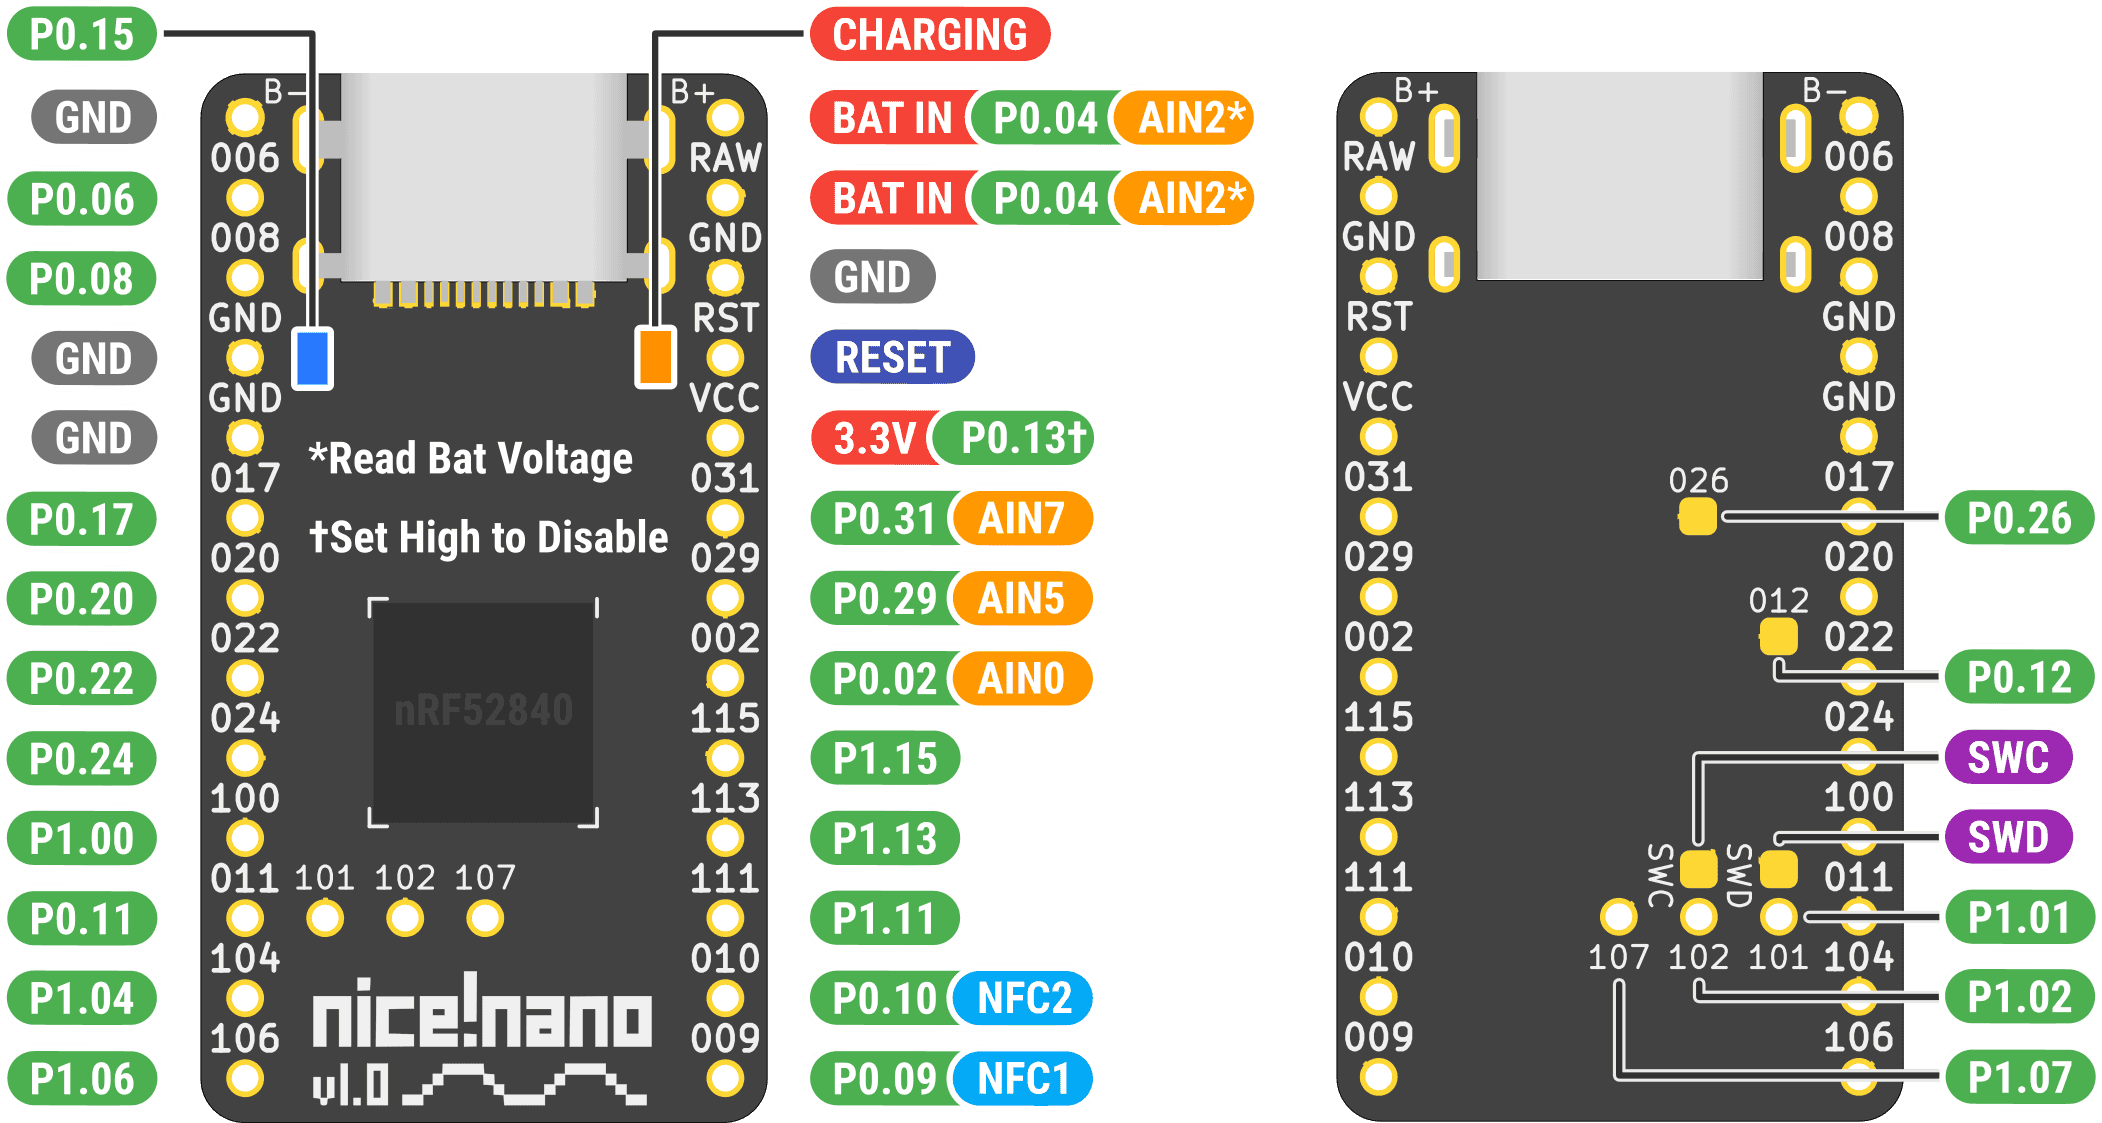 P0.15
CHARGING
B-
B+
B+
B-
GND
BAT IN P0.04 AIN2*
006
RAW
RAW
006
P0.06
BAT IN P0.04 AIN2*
008
GND
GND
008
P0.08
GND
GND
RST
RST
GND
GND
RESET
GND
VCC
VCC
GND
GND
3.3V P0.13†
*Read Bat Voltage
017
031
031
026
017
P0.17
P0.31 AIN7
P0.26
†Set High to Disable
020
029
029
020
P0.20
P0.29 AIN5
012
022
002
002
022
P0.22
P0.02 AIN0
P0.12
nRF52840
024
115
115
024
P0.24
P1.15
SWC
100
113
113
100
P1.00
P1.13
SWD
SWC
SWD
011
101
102
107
111
111
011
P0.11
P1.11
P1.01
104
010
010
107
102
101
104
P1.04
P0.10 NFC2
P1.02
nice!nano
106
009
009
106
P1.06
v1.0
P0.09 NFC1
P1.07